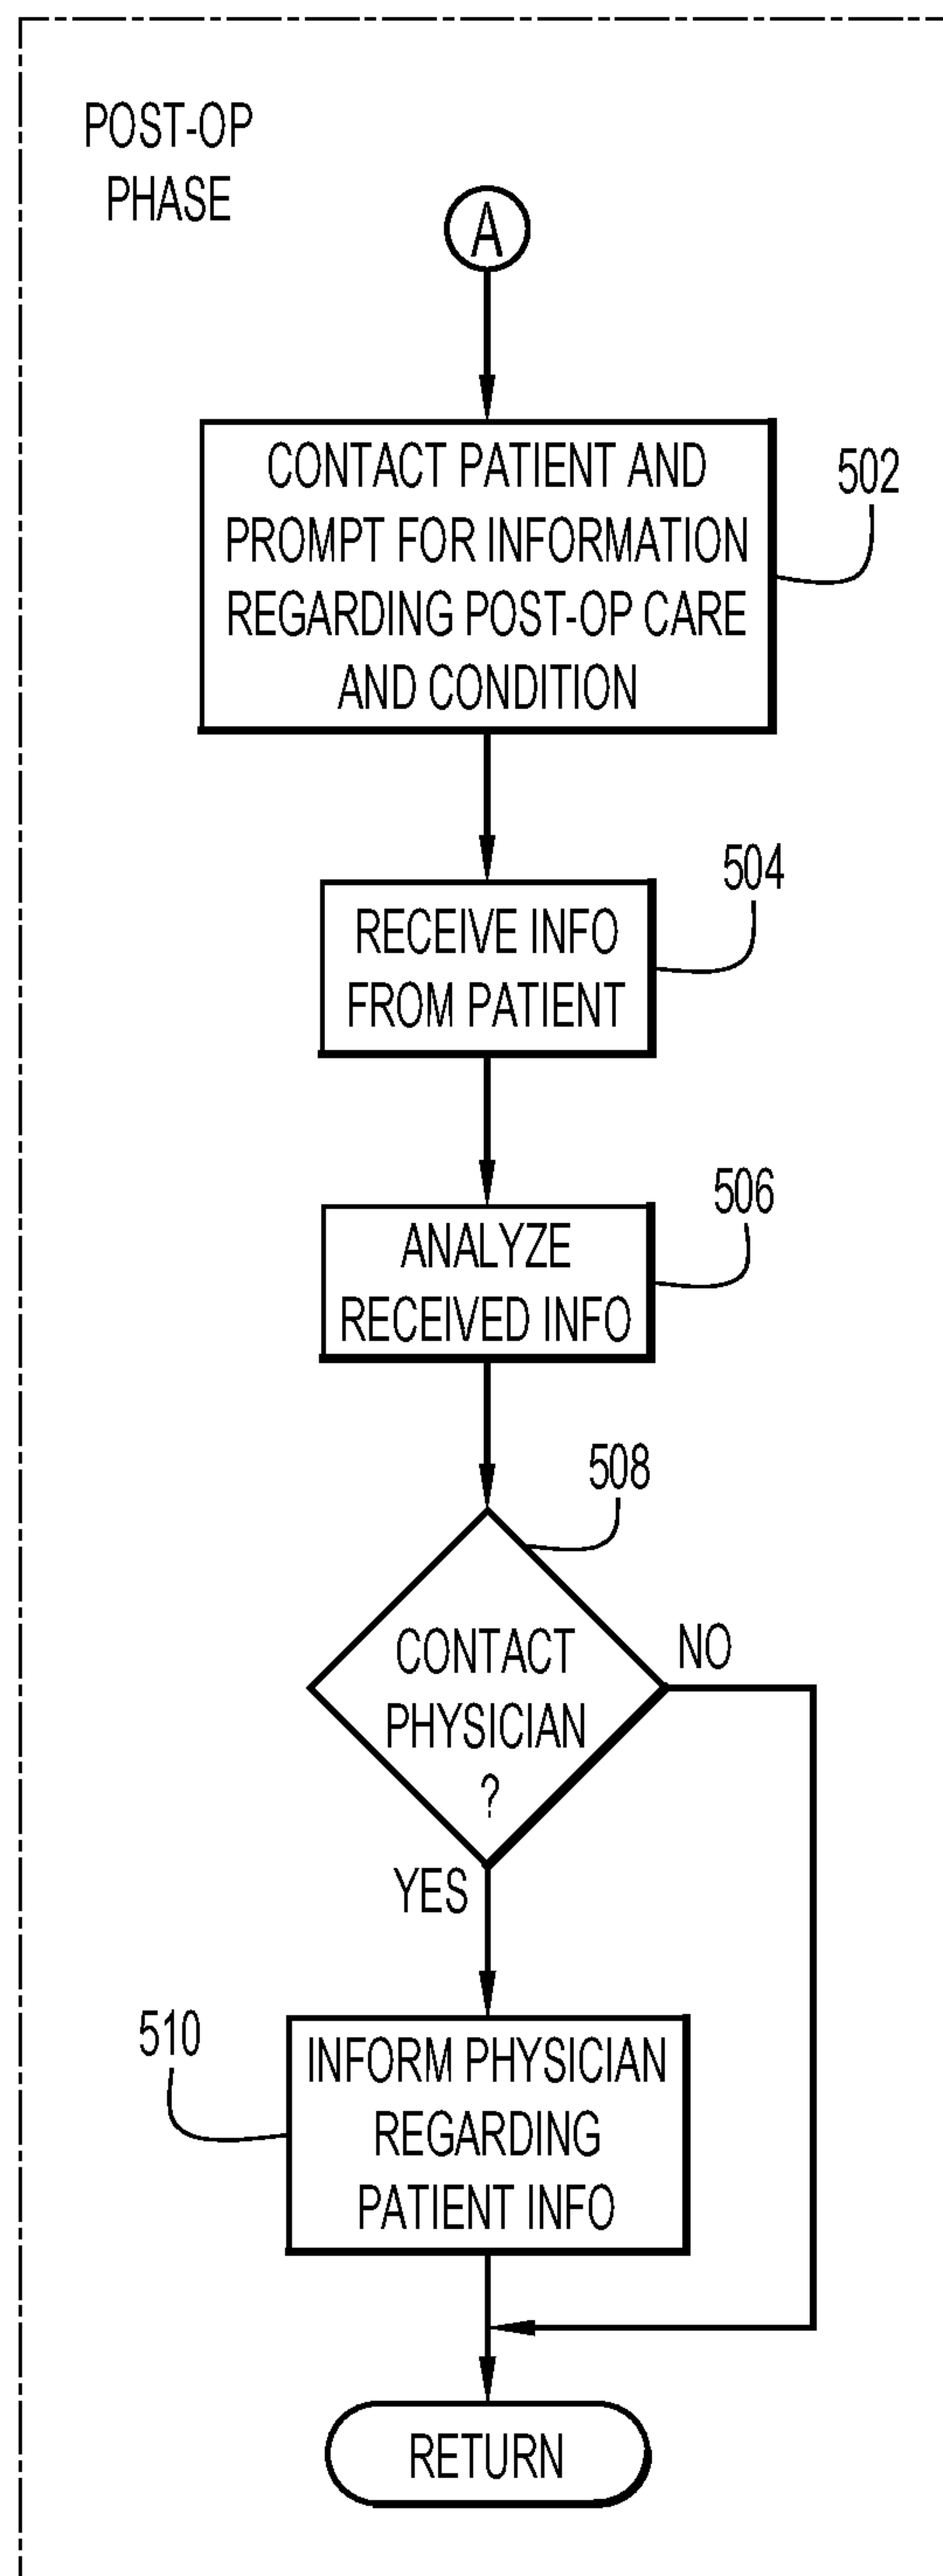 POST-OP
PHASE
A
CONTACT PATIENT AND
PROMPT FOR INFORMATION
REGARDING POST-OP CARE
AND CONDITION
502
RECEIVE INFO
FROM PATIENT
504
ANALYZE
RECEIVED INFO
506
508
CONTACT
PHYSICIAN
?
NO
YES
510
INFORM PHYSICIAN
REGARDING
PATIENT INFO
RETURN